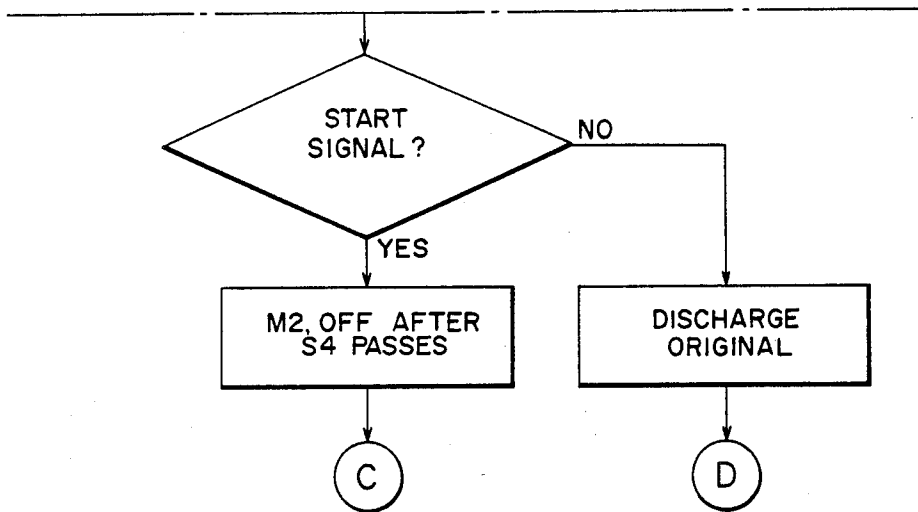 START
SIGNAL?
NO
YES
M2, OFF AFTER
S4 PASSES
DISCHARGE
ORIGINAL
C
D